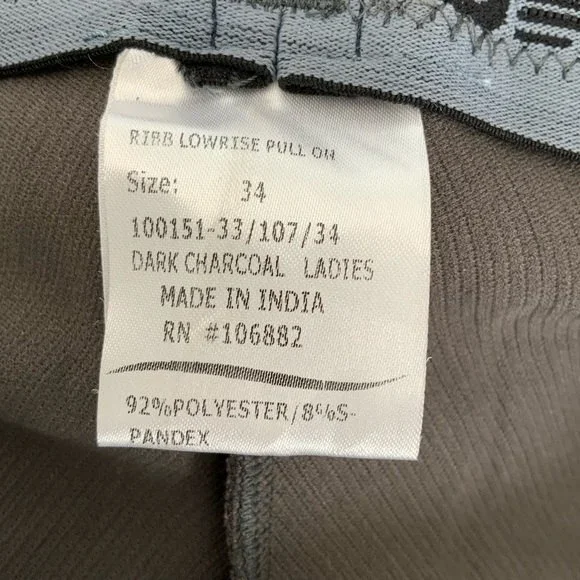 RIBB LOWRISE PULL ON
Size: 34
100151-33/107/34
DARK CHARCOAL LADIES
MADE IN INDIA
RN #106882
92%POLYESTER/8%S-
PANDEX